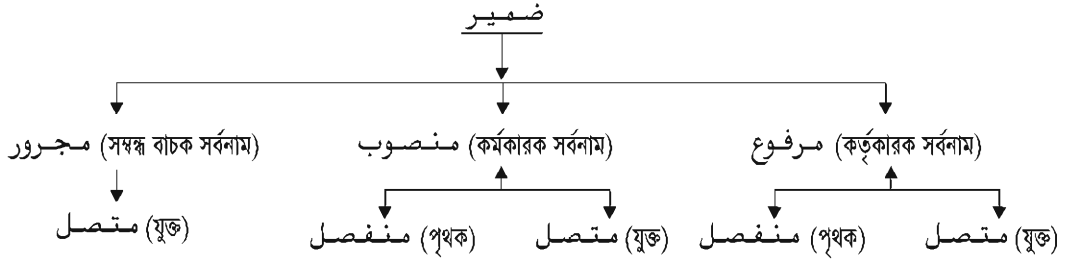 ضمير
مرفوع (কর্তৃকারক সর্বনাম) منصوب (কর্মকারক সর্বনাম) مجرور (সম্বন্ধ বাচক সর্বনাম)
متصل (যুক্ত) منفصل (পৃথক) متصل (যুক্ত) منفصل (পৃথক) متصل (যুক্ত)